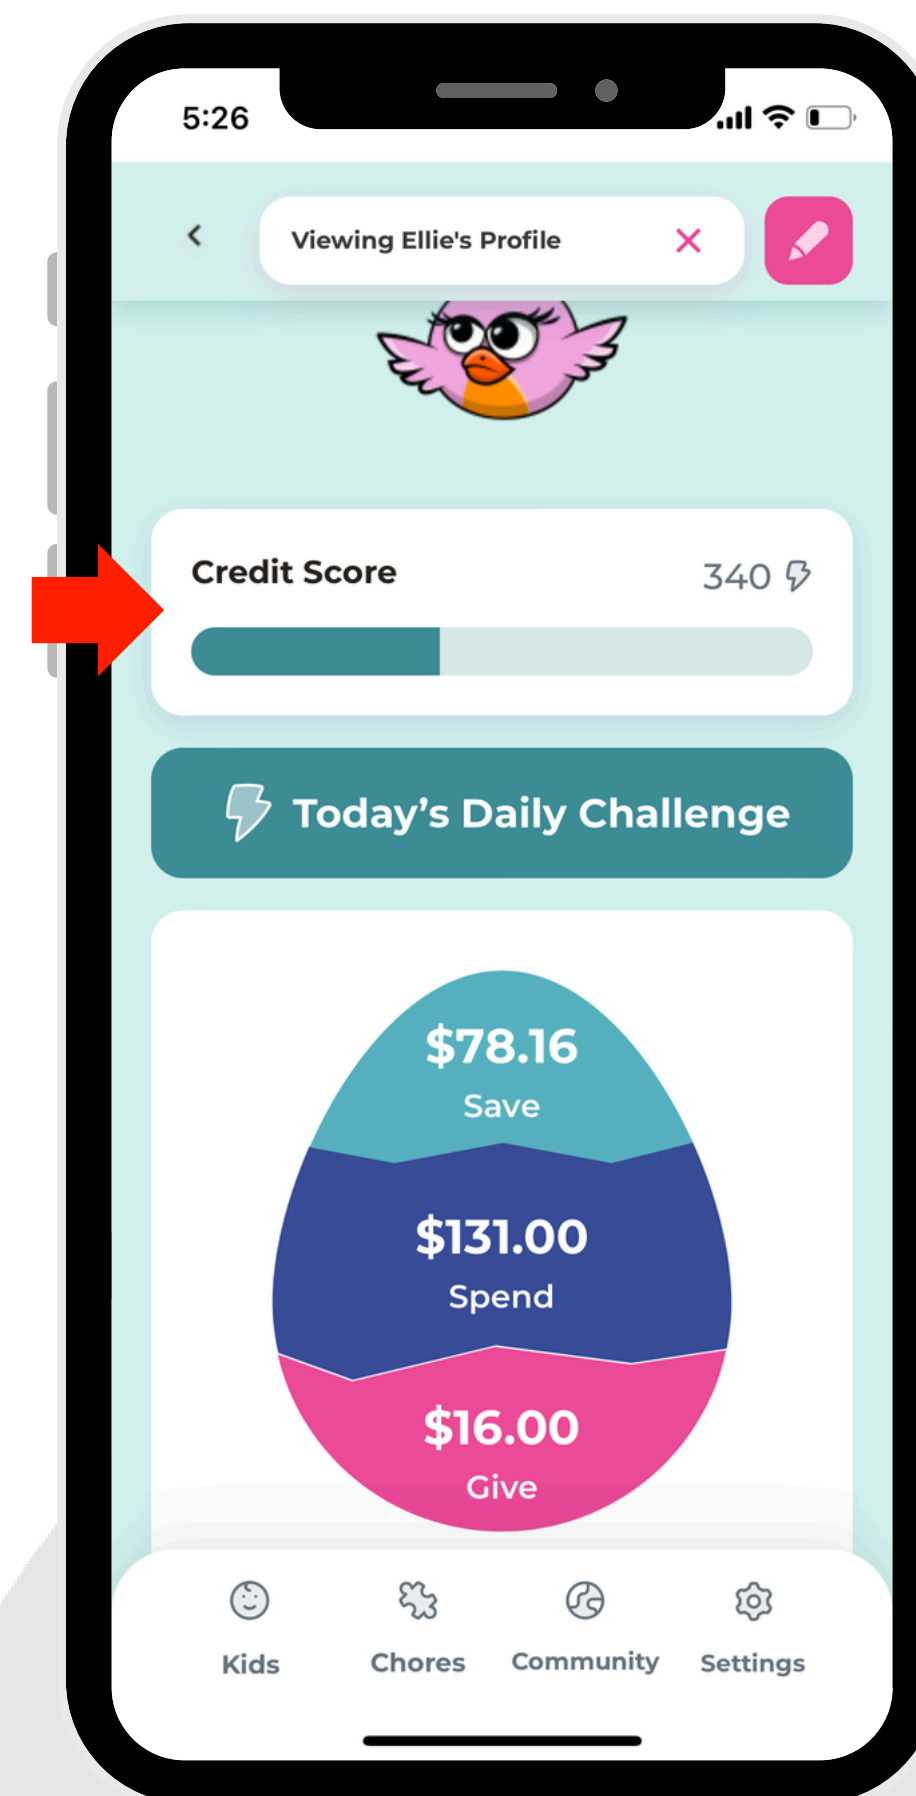 5:26
Viewing Ellie's Profile
Credit Score
340
Today's Daily Challenge
$78.16
Save
$131.00
Spend
$16.00
Give
Kids
Chores
Community
Settings